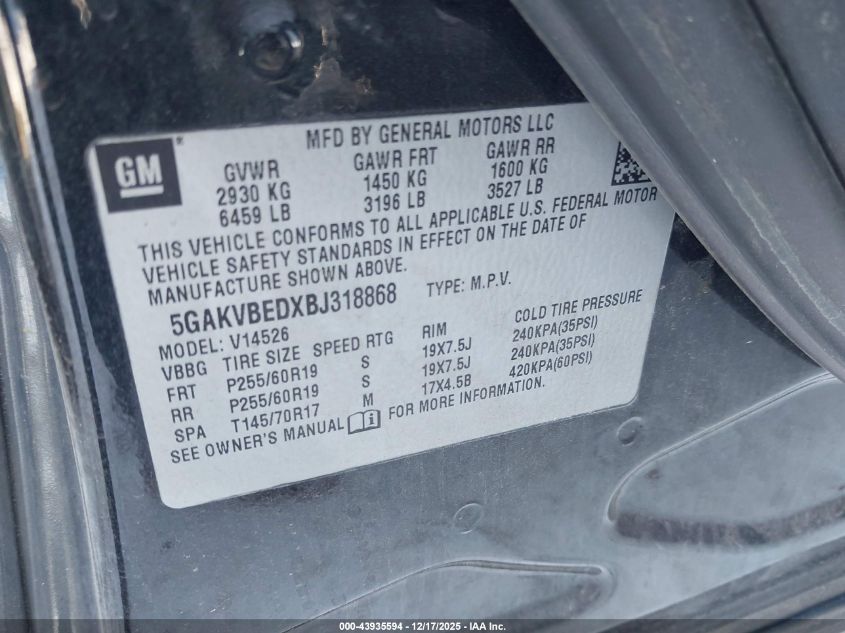 MFD BY GENERAL MOTORS LLC
GM
GVWR GAWR FRT GAWR RR
2930 KG 1450 KG 1600 KG
6459 LB 3196 LB 3527 LB
THIS VEHICLE CONFORMS TO ALL APPLICABLE U.S. FEDERAL MOTOR
VEHICLE SAFETY STANDARDS IN EFFECT ON THE DATE OF
MANUFACTURE SHOWN ABOVE.
5GAKVBEDXBJ318868 TYPE: M.P.V.
MODEL: V14526
VBBG TIRE SIZE SPEED RTG RIM COLD TIRE PRESSURE
FRT P255/60R19 S 19X7.5J 240KPA(35PSI)
RR P255/60R19 S 19X7.5J 240KPA(35PSI)
SPA T145/70R17 M 17X4.5B 420KPA(60PSI)
SEE OWNER'S MANUAL FOR MORE INFORMATION.
000-43935594 - 12/17/2025 - IAA Inc.